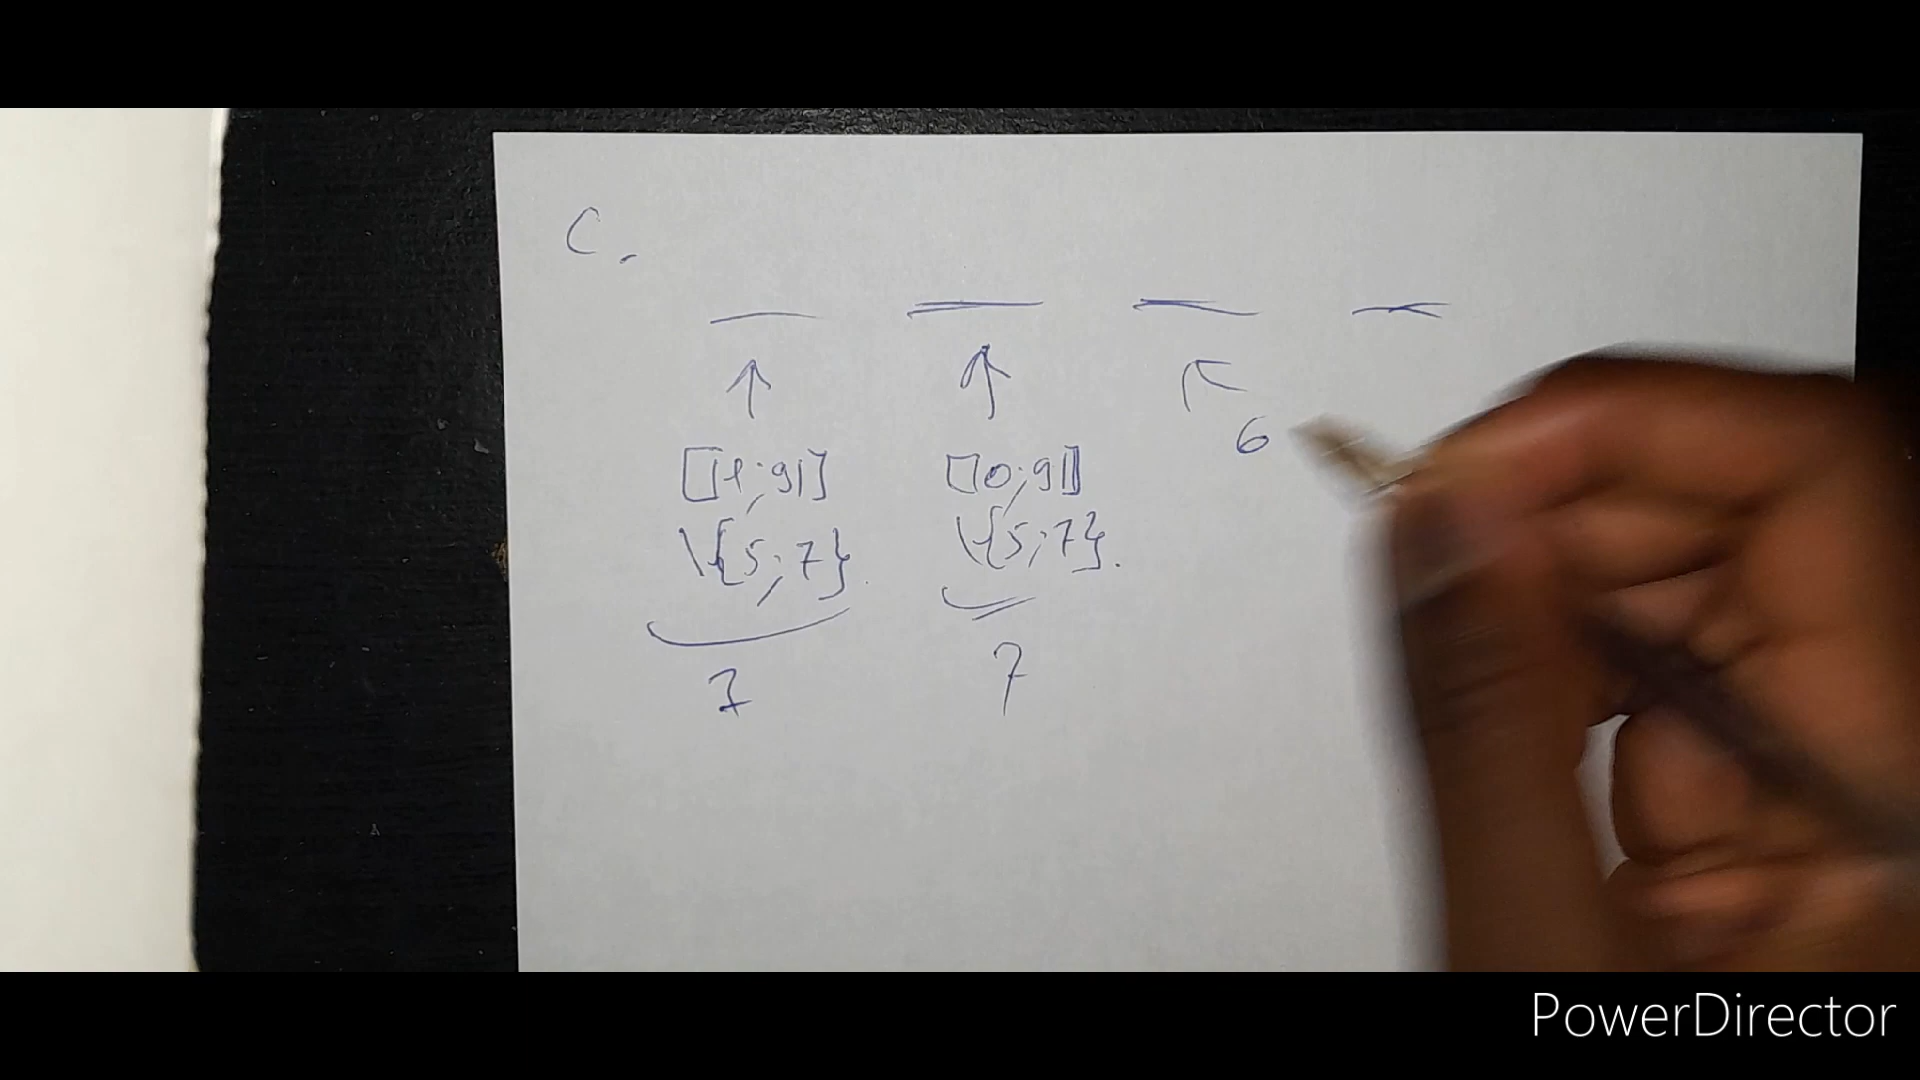 C.
[|1;9|] [|0;9|] 6
\{5;7} \{5;7}.
7 7
PowerDirector